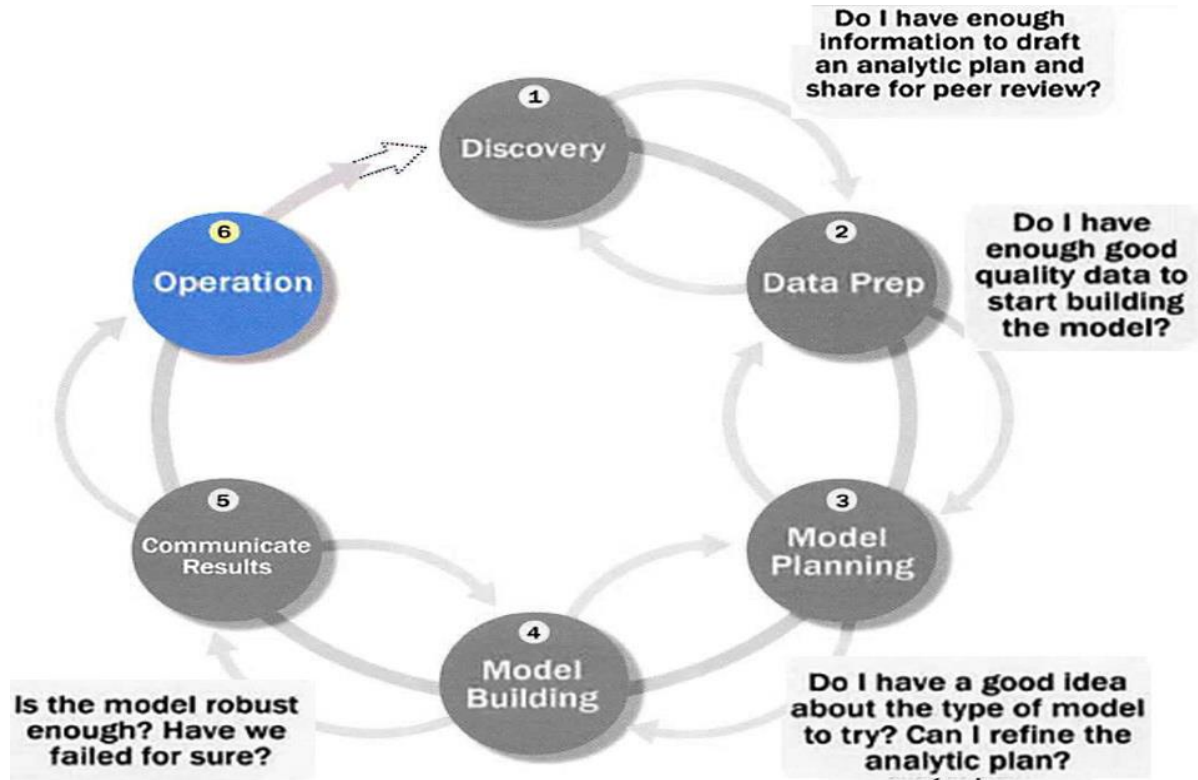 Do I have enough
information to draft
an analytic plan and
share for peer review?
1
Discovery
6
Operation
2
Data Prep
Do I have
enough good
quality data to
start building
the model?
5
Communicate
Results
3
Model
Planning
4
Model
Building
Is the model robust
enough? Have we
failed for sure?
Do I have a good idea
about the type of model
to try? Can I refine the
analytic plan?